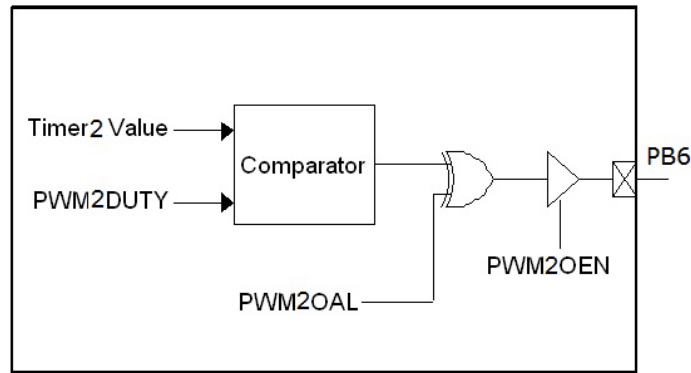 Timer2 Value
Comparator
PB6
PWM2DUTY
PWM2OEN
PWM2OAL